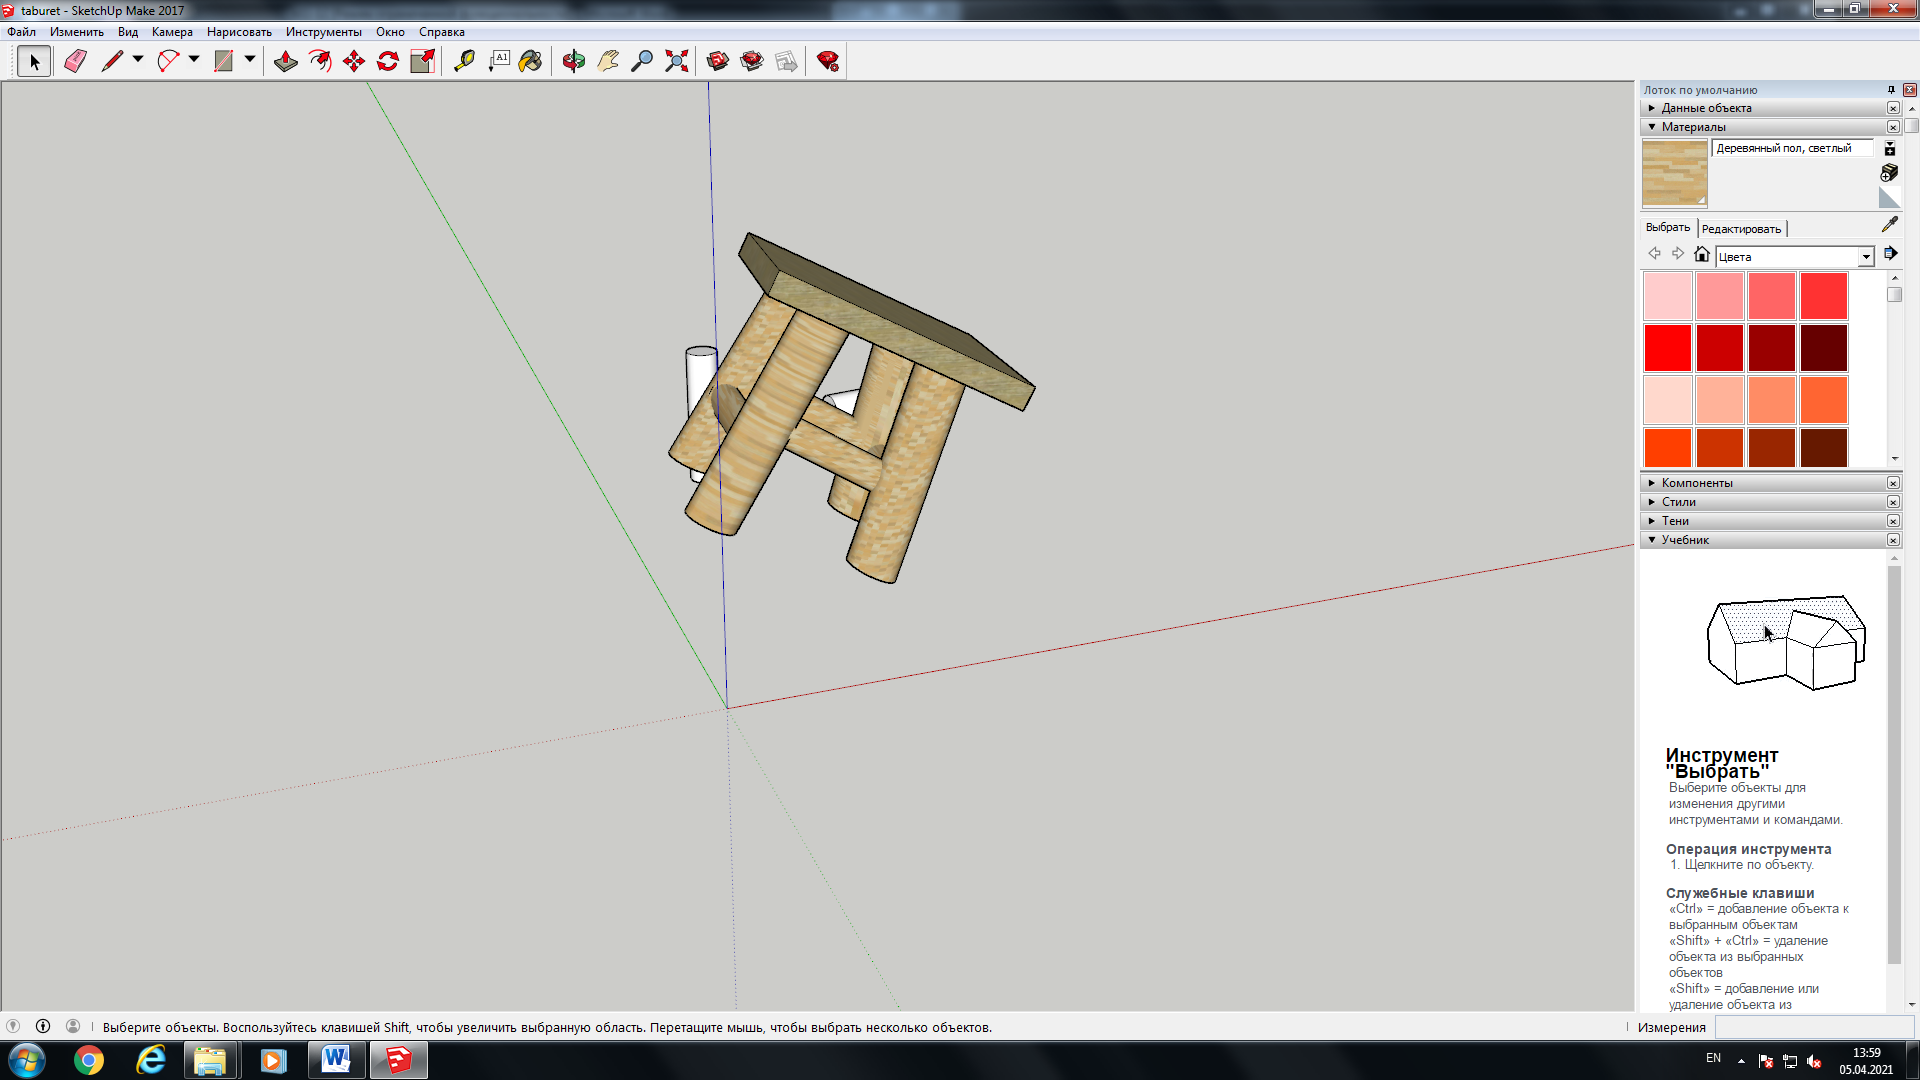 taburet - SketchUp Make 2017
Файл Изменить Вид Камера Нарисовать Инструменты Окно Справка
A1
Лоток по умолчанию
Данные объекта
Материалы
Деревянный пол, светлый
Выбрать Редактировать
Цвета
Компоненты
Стили
Тени
Учебник
Инструмент
"Выбрать"
Выберите объекты для
изменения другими
инструментами и командами.
Операция инструмента
1. Щелкните по объекту.
Служебные клавиши
«Ctrl» = добавление объекта к
выбранным объектам
«Shift» + «Ctrl» = удаление
объекта из выбранных
объектов
«Shift» = добавление или
удаление объекта из
Выберите объекты. Воспользуйтесь клавишей Shift, чтобы увеличить выбранную область. Перетащите мышь, чтобы выбрать несколько объектов.
Измерения
EN
13:59
05.04.2021